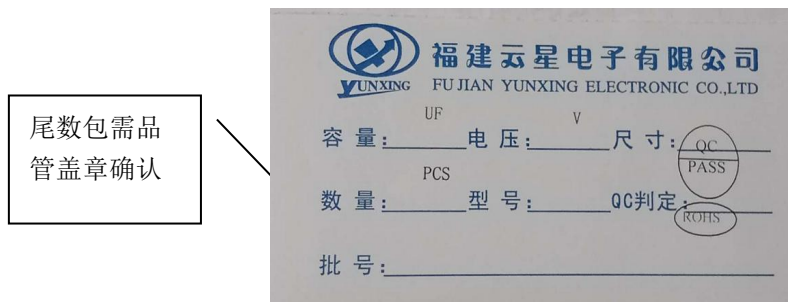 尾数包需品
管盖章确认
福建云星电子有限公司
YUNXING FU JIAN YUNXING ELECTRONIC CO.,LTD
容 量: UF 电 压: V 尺 寸: QC
PASS
数 量: PCS 型 号: QC判定: ROHS
批 号: